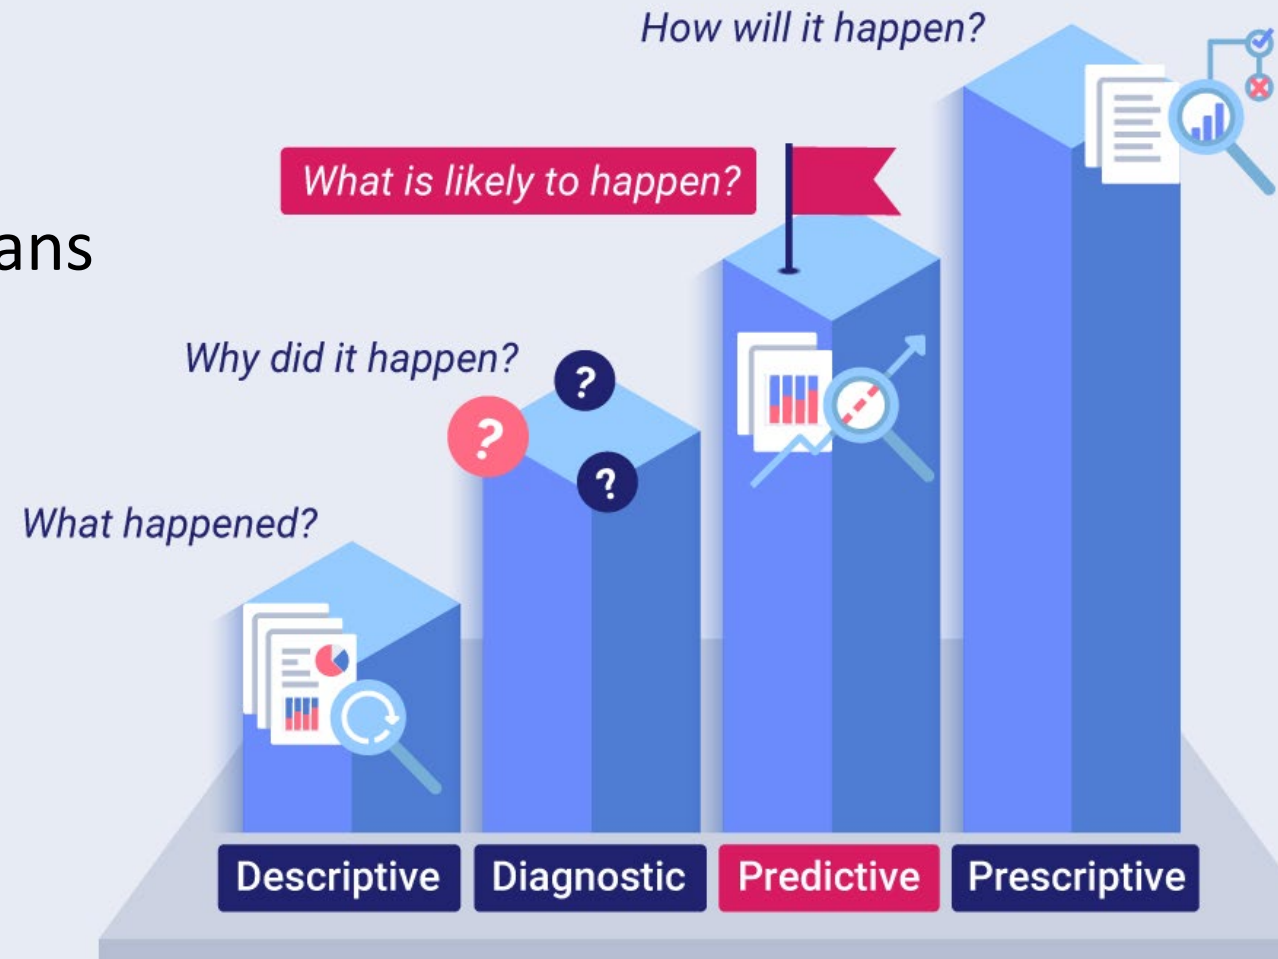 How will it happen?
What is likely to happen?
ans
Why did it happen?
?
?
?
What happened?
Descriptive
Diagnostic
Predictive
Prescriptive